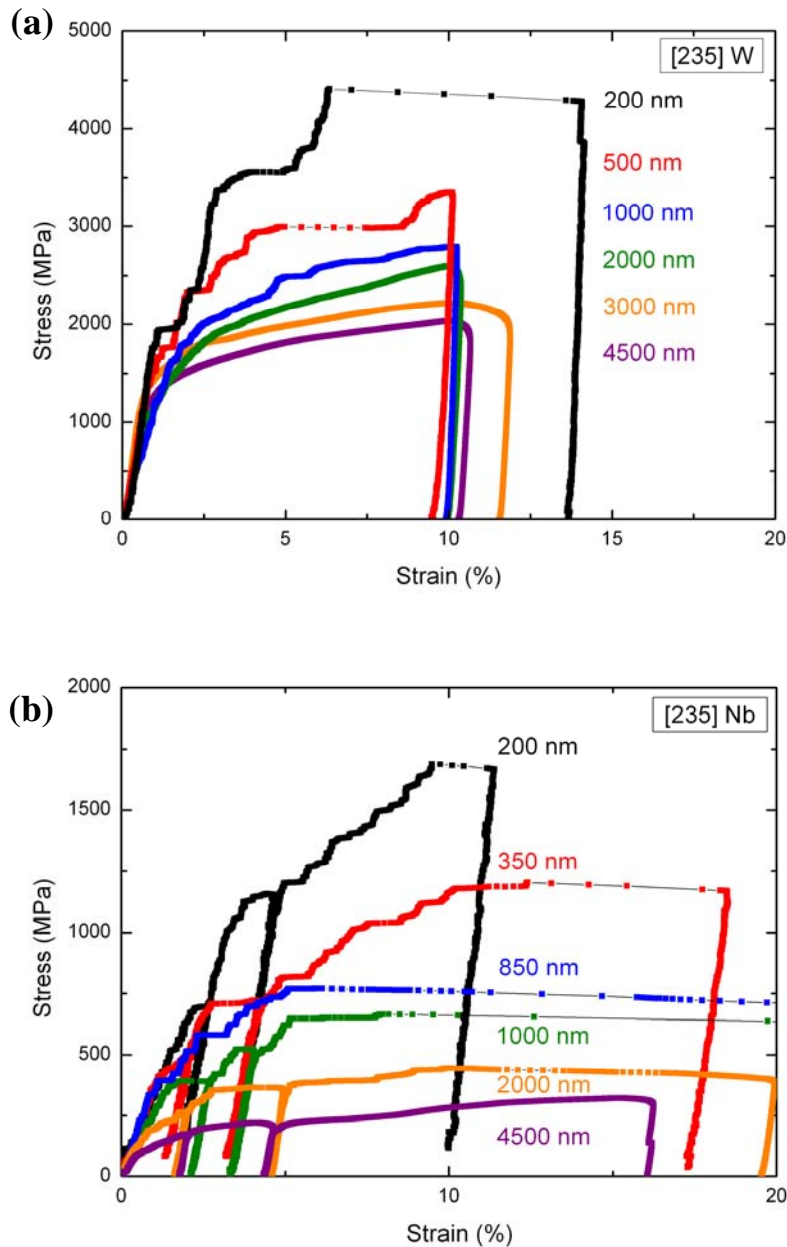 (a)
[235] W
5000
4000
3000
2000
1000
0
Stress (MPa)
200 nm
500 nm
1000 nm
2000 nm
3000 nm
4500 nm
0 5 10 15 20
Strain (%)
(b)
[235] Nb
2000
1500
1000
500
0
Stress (MPa)
200 nm
350 nm
850 nm
1000 nm
2000 nm
4500 nm
0 10 20
Strain (%)